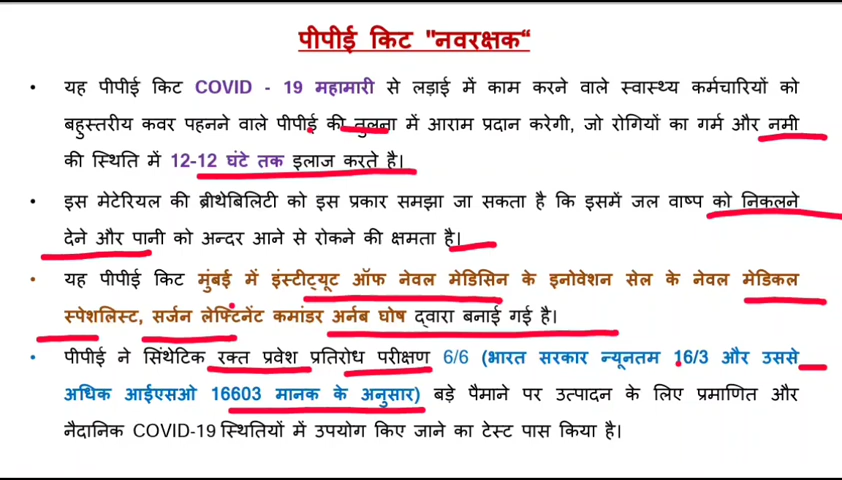 पीपीई किट "नवरक्षक“
• यह पीपीई किट COVID - 19 महामारी से लड़ाई में काम करने वाले स्वास्थ्य कर्मचारियों को
बहुस्तरीय कवर पहनने वाले पीपीई की तुलना में आराम प्रदान करेगी, जो रोगियों का गर्म और नमी
की स्थिति में 12-12 घंटे तक इलाज करते है।
• इस मेटेरियल की ब्रीथेबिलिटी को इस प्रकार समझा जा सकता है कि इसमें जल वाष्प को निकलने
देने और पानी को अन्दर आने से रोकने की क्षमता है।
• यह पीपीई किट मुंबई में इंस्टीट्यूट ऑफ नेवल मेडिसिन के इनोवेशन सेल के नेवल मेडिकल
स्पेशलिस्ट, सर्जन लेफ्टिनेंट कमांडर अर्नब घोष द्वारा बनाई गई है।
• पीपीई ने सिंथेटिक रक्त प्रवेश प्रतिरोध परीक्षण 6/6 (भारत सरकार न्यूनतम 16/3 और उससे
अधिक आईएसओ 16603 मानक के अनुसार) बड़े पैमाने पर उत्पादन के लिए प्रमाणित और
नैदानिक COVID-19 स्थितियों में उपयोग किए जाने का टेस्ट पास किया है।